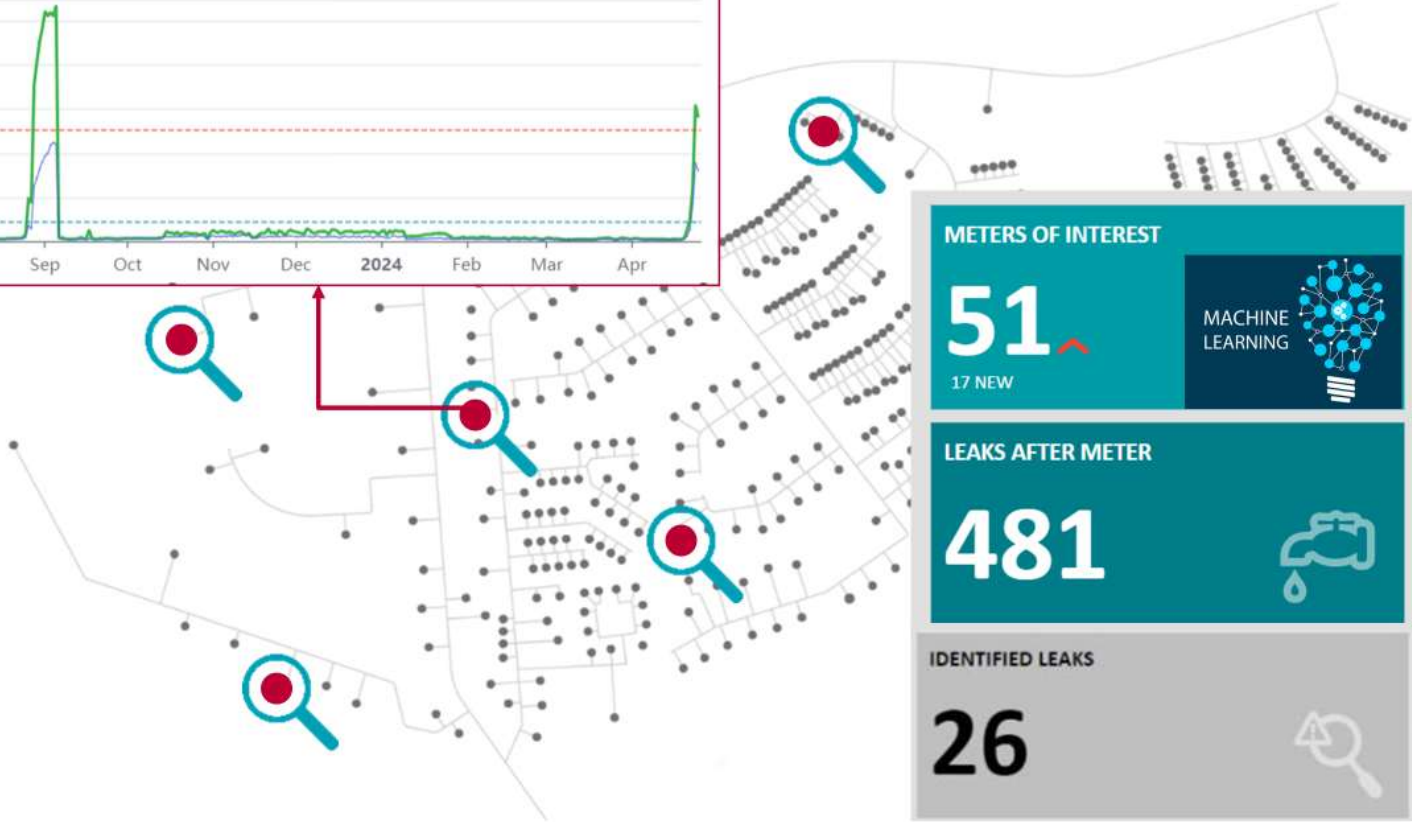 Sep Oct Nov Dec 2024 Feb Mar Apr
METERS OF INTEREST
51
17 NEW
MACHINE
LEARNING
LEAKS AFTER METER
481
IDENTIFIED LEAKS
26